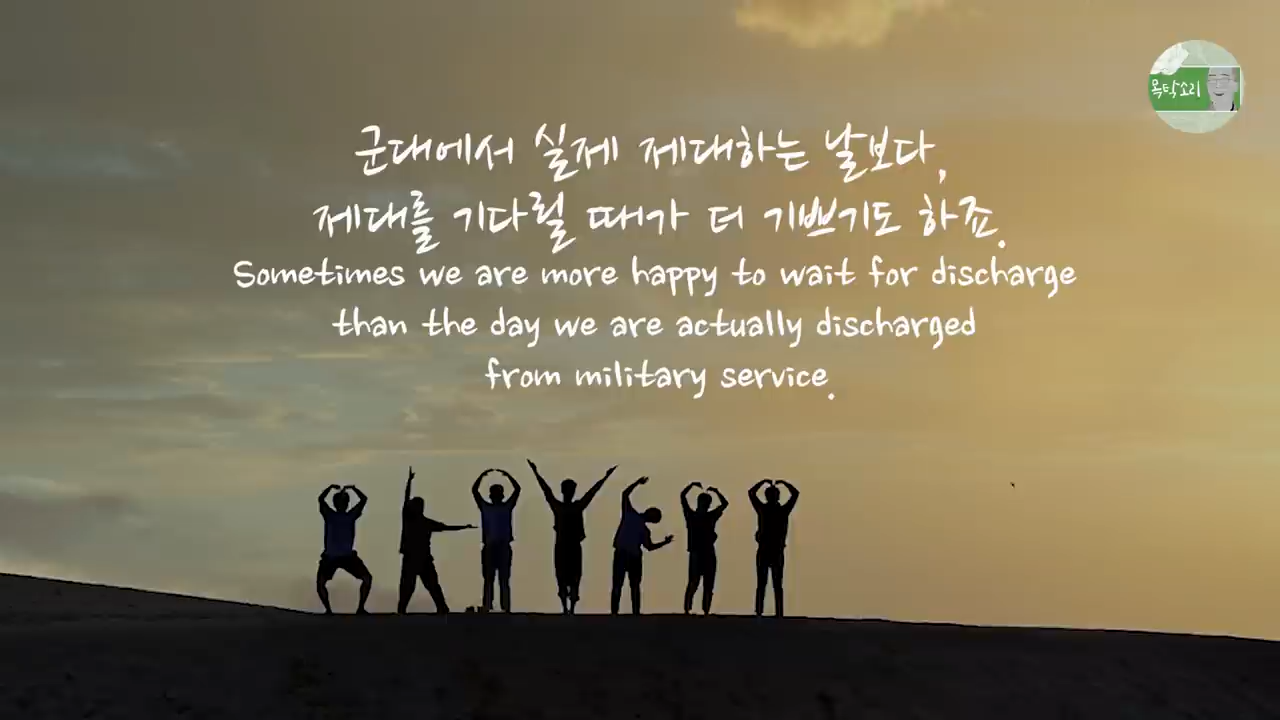 목탁소리
군대에서 실제 제대하는 날보다,
제대를 기다릴 때가 더 기쁘기도 하죠.
Sometimes we are more happy to wait for discharge
than the day we are actually discharged
from military service.